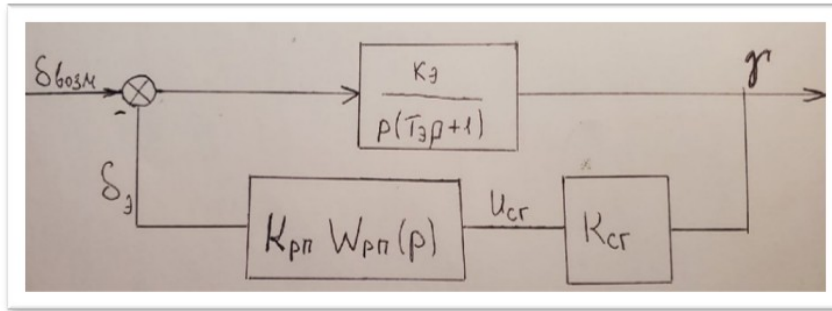 δвозм
-
Kэ
p(Tэp+1)
γ
δэ
Kрп Wрп(p)
Uсг
Kсг